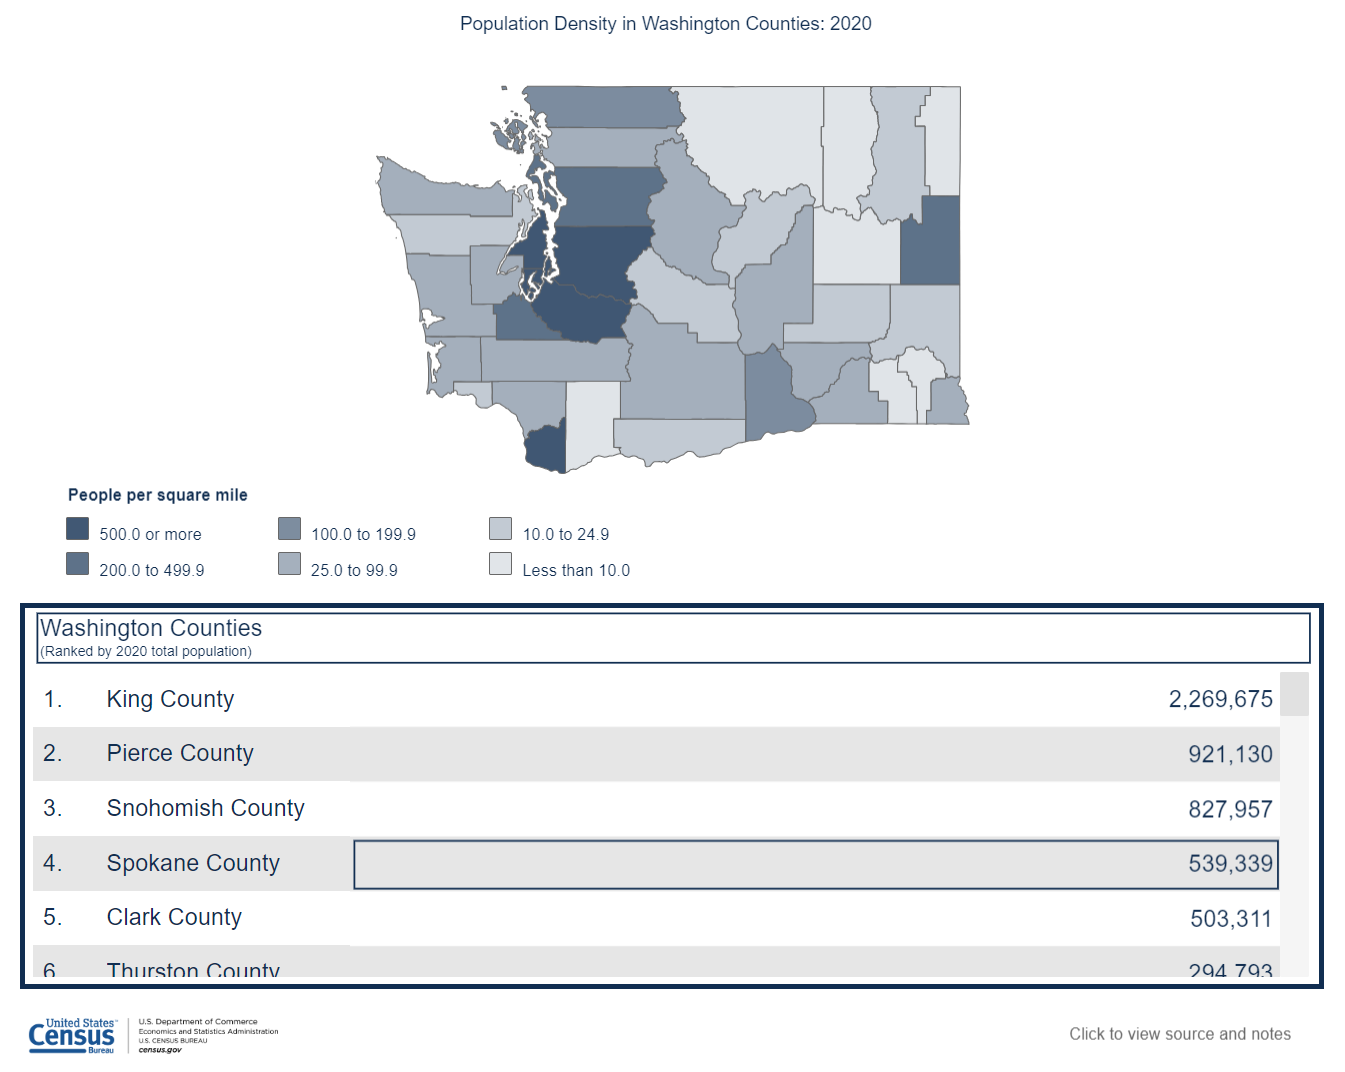 Population Density in Washington Counties: 2020
People per square mile
500.0 or more
100.0 to 199.9
10.0 to 24.9
200.0 to 499.9
25.0 to 99.9
Less than 10.0
Washington Counties
(Ranked by 2020 total population)
1. King County 2,269,675
2. Pierce County 921,130
3. Snohomish County 827,957
4. Spokane County 539,339
5. Clark County 503,311
6. Thurston County 294,793
United States™
Census
Bureau
U.S. Department of Commerce
Economics and Statistics Administration
U.S. CENSUS BUREAU
census.gov
Click to view source and notes